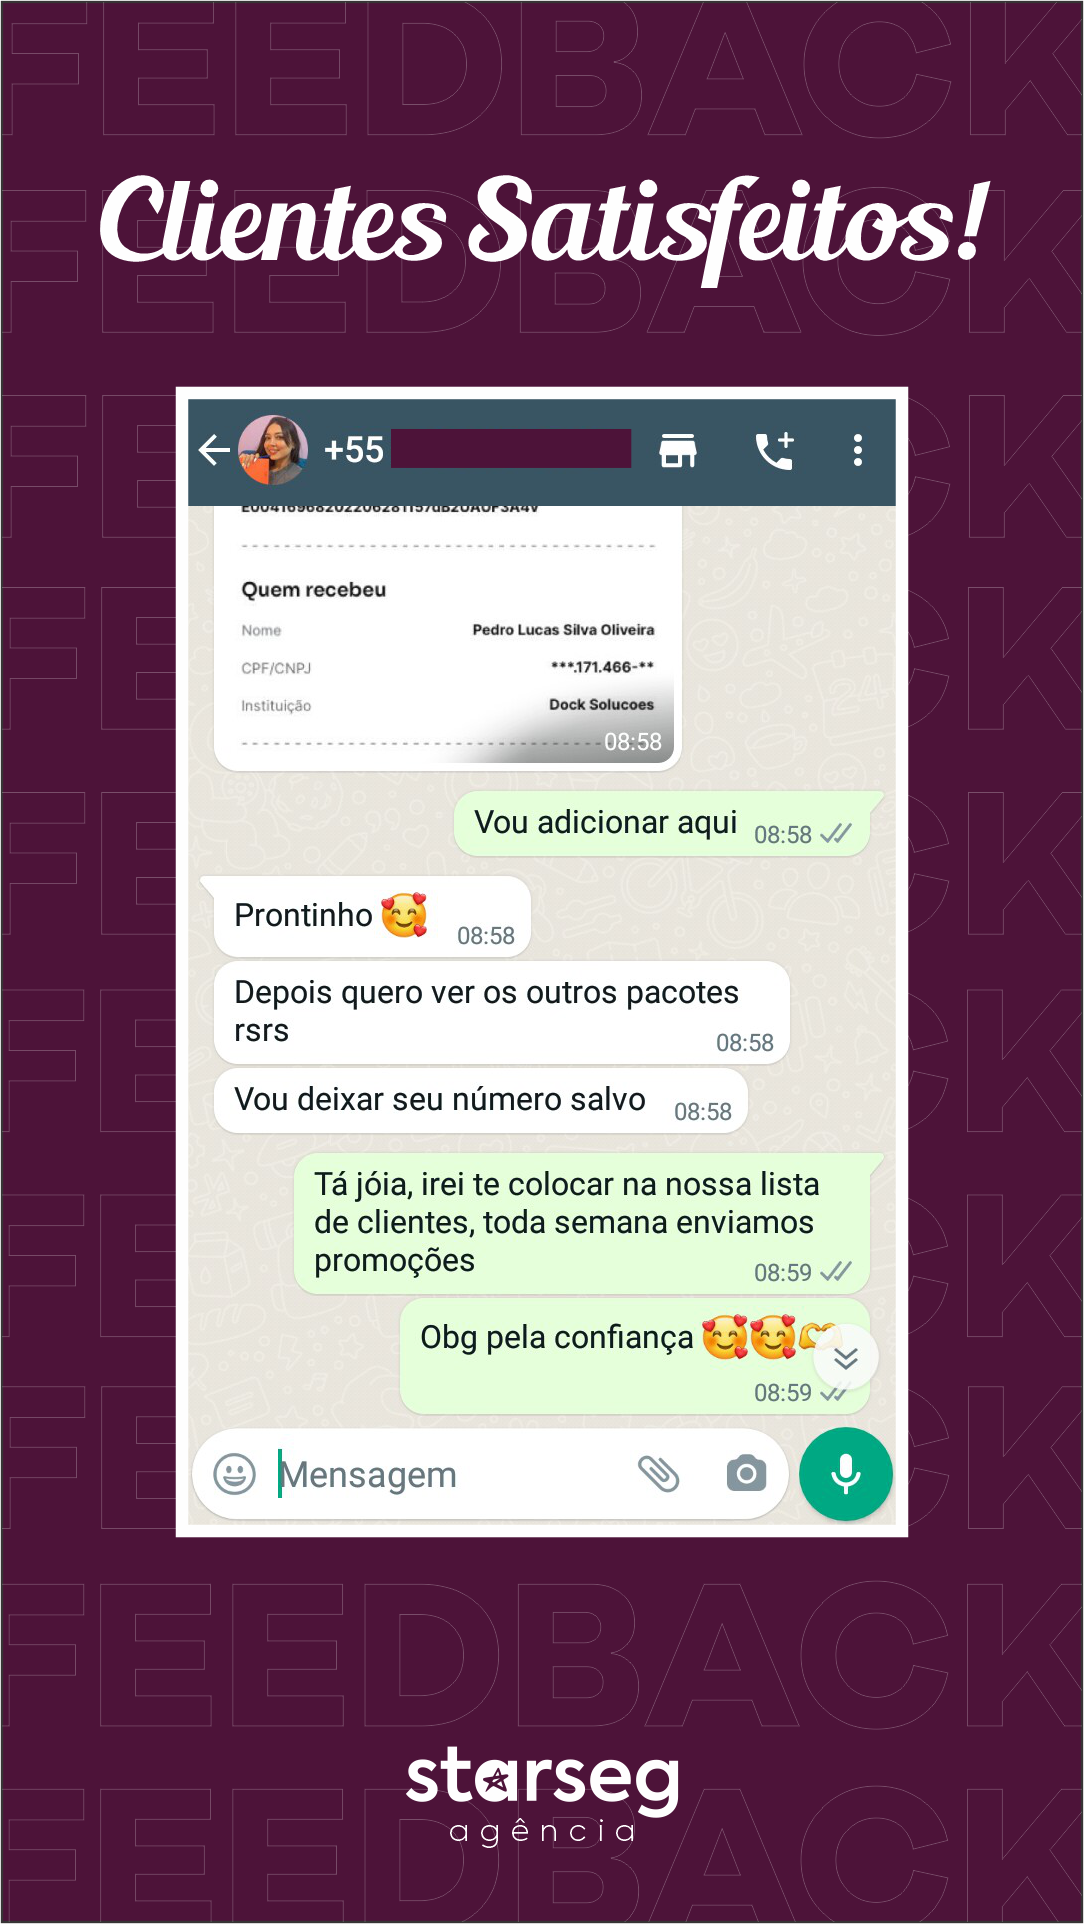 FEEDBACK
Clientes Satisfeitos!
FEEDBACK
+55
Quem recebeu
Nome Pedro Lucas Silva Oliveira
CPF/CNPJ ***.171.466-**
Instituição Dock Solucoes
08:58
Vou adicionar aqui 08:58
Prontinho 🥰 08:58
Depois quero ver os outros pacotes
rsrs 08:58
Vou deixar seu número salvo 08:58
Tá jóia, irei te colocar na nossa lista
de clientes, toda semana enviamos
promoções 08:59
Obg pela confiança 🥰🥰🫶
08:59
Mensagem
FEEDBACK
starseg
agência
FEEDBACK